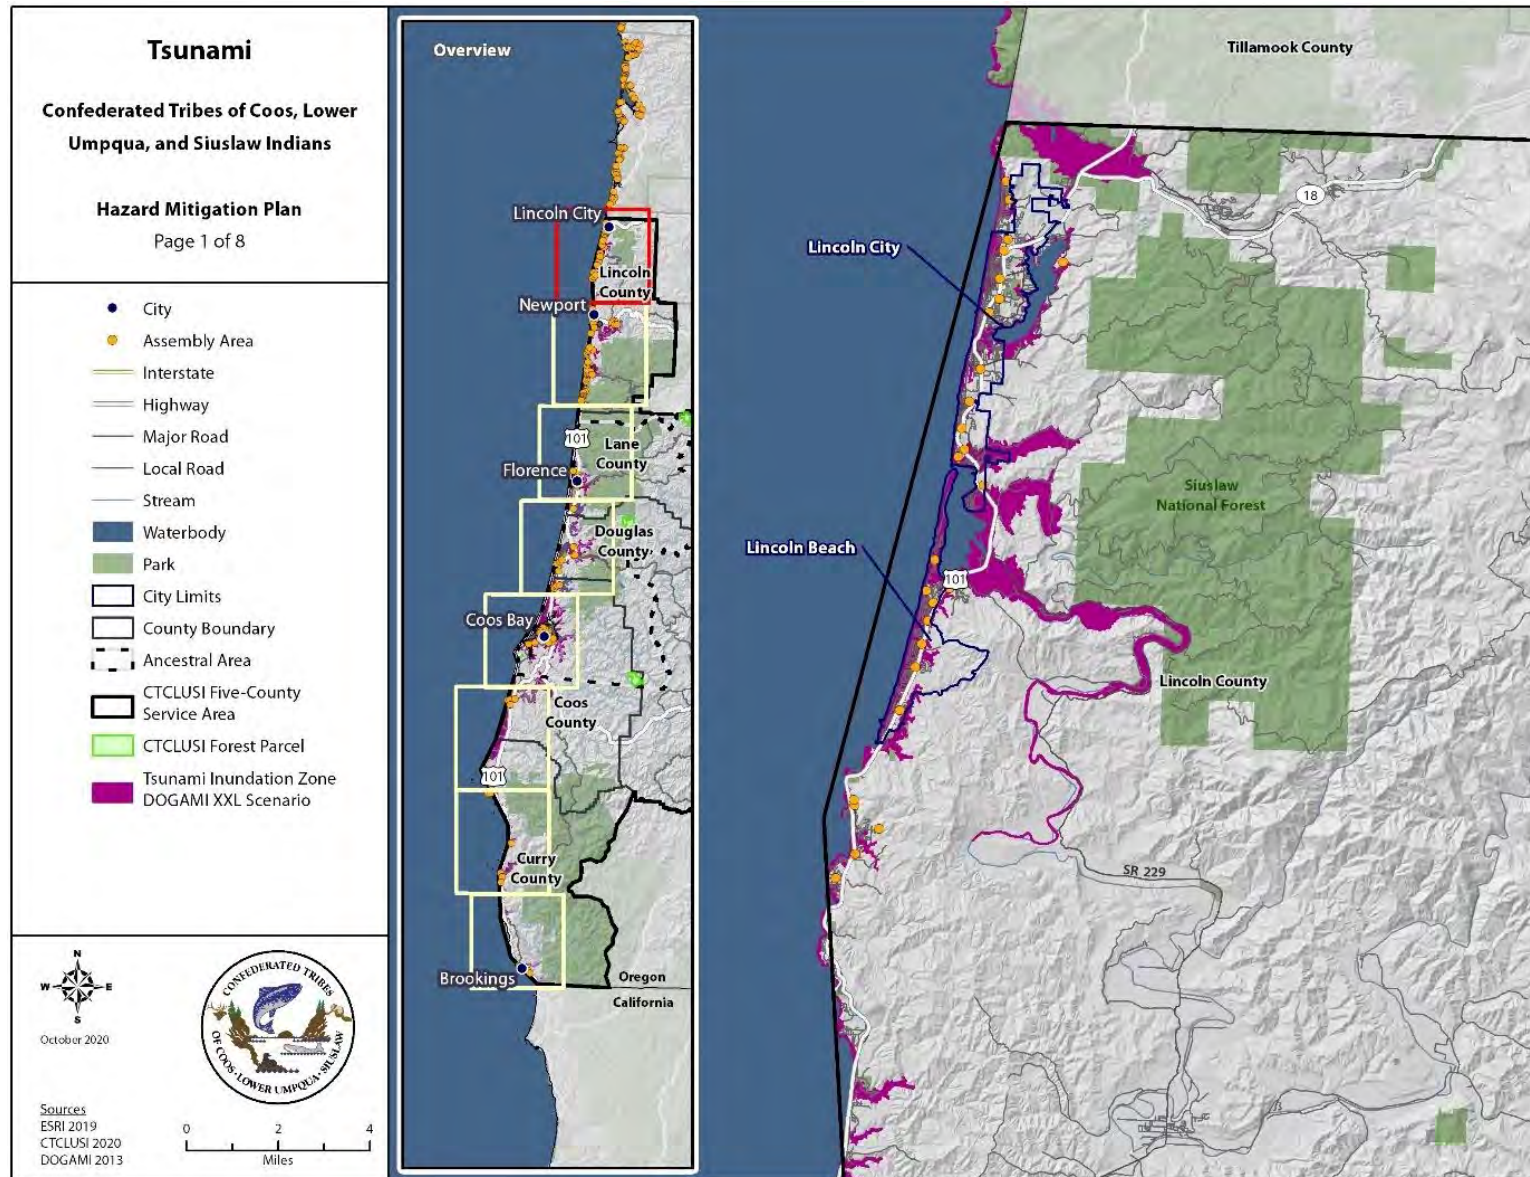 Tsunami
Confederated Tribes of Coos, Lower
Umpqua, and Siuslaw Indians
Hazard Mitigation Plan
Page 1 of 8
City
Assembly Area
Interstate
Highway
Major Road
Local Road
Stream
Waterbody
Park
City Limits
County Boundary
Ancestral Area
CTCLUSI Five-County
Service Area
CTCLUSI Forest Parcel
Tsunami Inundation Zone
DOGAMI XXL Scenario
N
W
E
S
October 2020
CONFEDERATED TRIBES
OF COOS · LOWER UMPQUA · SIUSLAW
Sources
ESRI 2019
CTCLUSI 2020
DOGAMI 2013
0 2 4
Miles
Overview
Lincoln City
Lincoln
County
Newport
101
Lane
County
Florence
Douglas
County
Coos Bay
Coos
County
101
Curry
County
Brookings
Oregon
California
Tillamook County
18
Lincoln City
Siuslaw
National Forest
Lincoln Beach
101
Lincoln County
SR 229